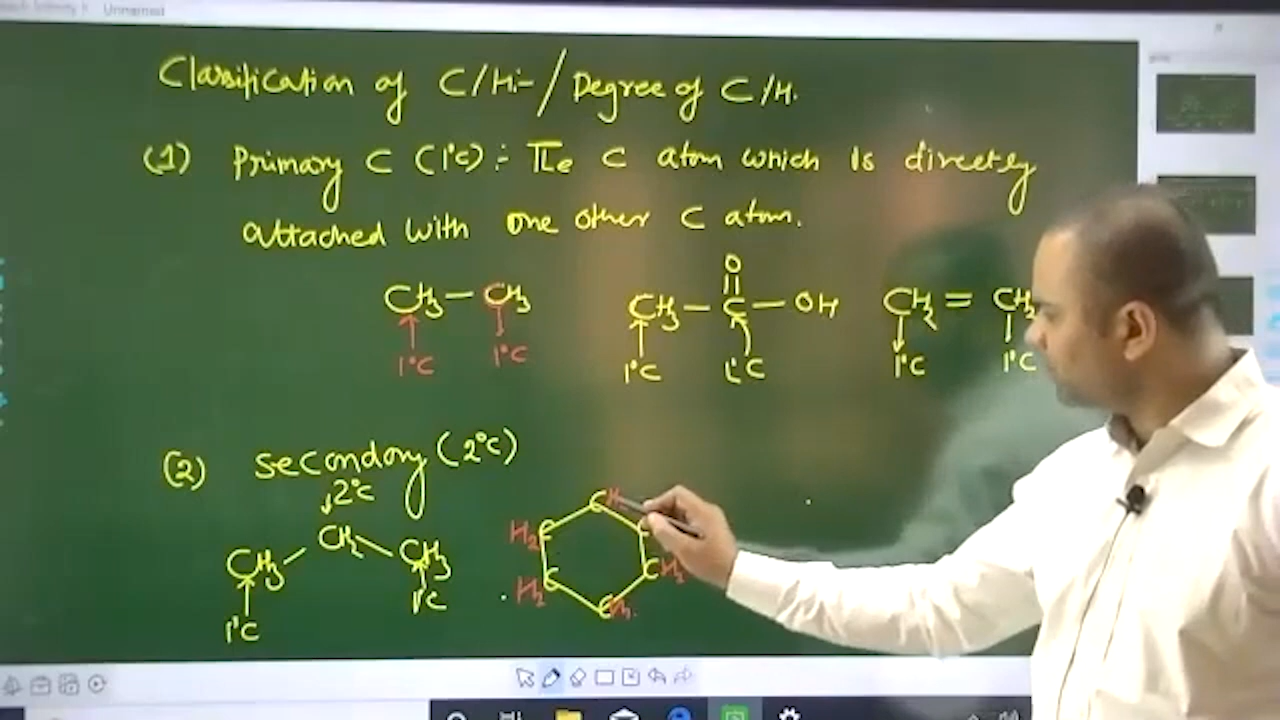 Unnamed
Classification of C/H:-/Degree of C/H.
(1) Primary C (1°C) :- The C atom which is directly
attached with one other C atom.
O
CH3 – CH3 CH3 – C – OH CH2 = CH2
1°C 1°C 1°C 1°C 1°C 1°C
(2) Secondary (2°C)
2°C
CH3 CH2 CH3
1°C 1°C
C
H2C C
H2C CH2
CH2